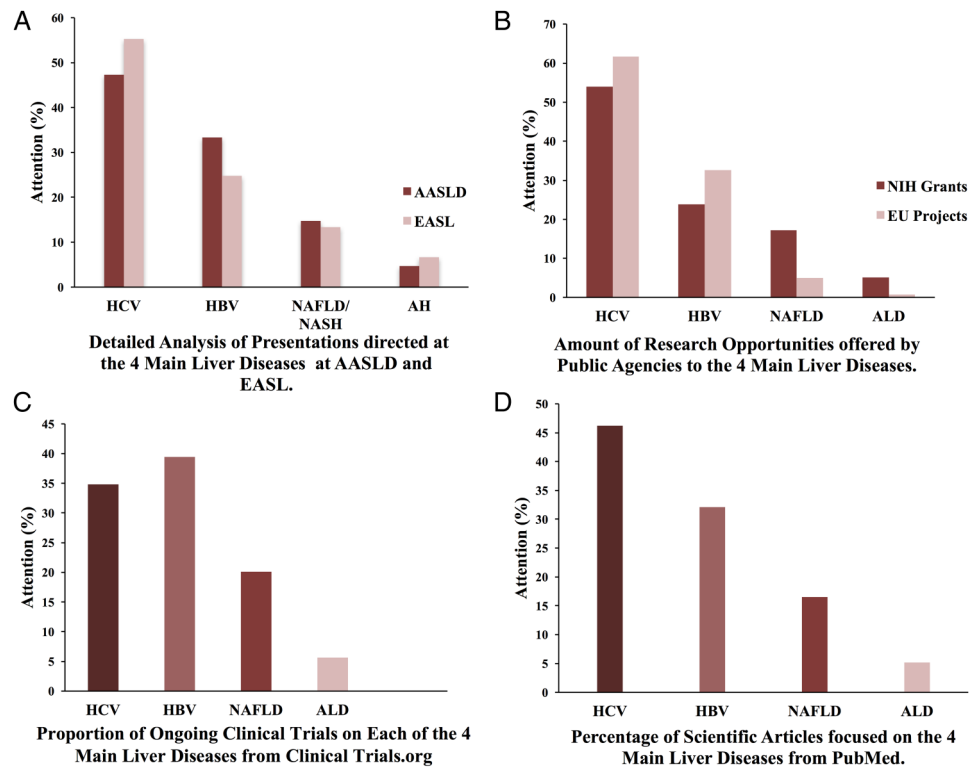 A
60
50
40
30
20
10
0
Attention (%)
AASLD
EASL
HCV HBV NAFLD/ AH
NASH
Detailed Analysis of Presentations directed at
the 4 Main Liver Diseases at AASLD and
EASL.
B
70
60
50
40
30
20
10
0
Attention (%)
NIH Grants
EU Projects
HCV HBV NAFLD ALD
Amount of Research Opportunities offered by
Public Agencies to the 4 Main Liver Diseases.
C
45
40
35
30
25
20
15
10
5
0
Attention (%)
HCV HBV NAFLD ALD
Proportion of Ongoing Clinical Trials on Each of the 4
Main Liver Diseases from Clinical Trials.org
D
50
45
40
35
30
25
20
15
10
5
0
Attention (%)
HCV HBV NAFLD ALD
Percentage of Scientific Articles focused on the 4
Main Liver Diseases from PubMed.